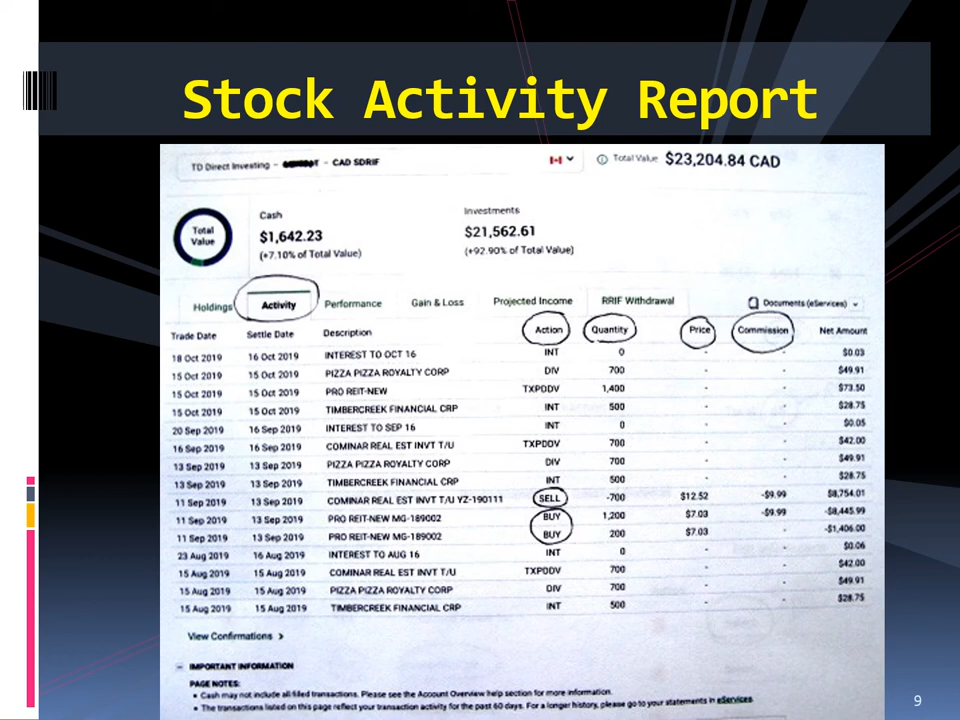 Stock Activity Report
TD Direct Investing - - CAD SDRIF
Total Value $23,204.84 CAD
Total Value
Cash
$1,642.23
(+7.10% of Total Value)
Investments
$21,562.61
(+92.90% of Total Value)
Holdings Activity Performance Gain & Loss Projected Income RRIF Withdrawal Documents (eServices)
Trade Date Settle Date Description Action Quantity Price Commission Net Amount
18 Oct 2019 16 Oct 2019 INTEREST TO OCT 16 INT 0 - - $0.03
15 Oct 2019 15 Oct 2019 PIZZA PIZZA ROYALTY CORP DIV 700 - - $49.91
15 Oct 2019 15 Oct 2019 PRO REIT-NEW TXPDDV 1,400 - - $73.50
15 Oct 2019 15 Oct 2019 TIMBERCREEK FINANCIAL CRP INT 500 - - $28.75
20 Sep 2019 16 Sep 2019 INTEREST TO SEP 16 INT 0 - - $0.05
16 Sep 2019 16 Sep 2019 COMINAR REAL EST INVT T/U TXPDDV 700 - - $42.00
13 Sep 2019 13 Sep 2019 PIZZA PIZZA ROYALTY CORP DIV 700 - - $49.91
13 Sep 2019 13 Sep 2019 TIMBERCREEK FINANCIAL CRP INT 500 - - $28.75
11 Sep 2019 13 Sep 2019 COMINAR REAL EST INVT T/U YZ-190111 SELL -700 $12.52 -$9.99 $8,754.01
11 Sep 2019 13 Sep 2019 PRO REIT-NEW MG-189002 BUY 1,200 $7.03 -$9.99 -$8,445.99
11 Sep 2019 13 Sep 2019 PRO REIT-NEW MG-189002 BUY 200 $7.03 - -$1,406.00
23 Aug 2019 16 Aug 2019 INTEREST TO AUG 16 INT 0 - - $0.06
15 Aug 2019 15 Aug 2019 COMINAR REAL EST INVT T/U TXPDDV 700 - - $42.00
15 Aug 2019 15 Aug 2019 PIZZA PIZZA ROYALTY CORP DIV 700 - - $49.91
15 Aug 2019 15 Aug 2019 TIMBERCREEK FINANCIAL CRP INT 500 - - $28.75
View Confirmations >
IMPORTANT INFORMATION
PAGE NOTES:
• Cash may not include all filled transactions. Please see the Account Overview help section for more information.
• The transactions listed on this page reflect your transaction activity for the past 60 days. For a longer history, please go to your statements in eServices.
9